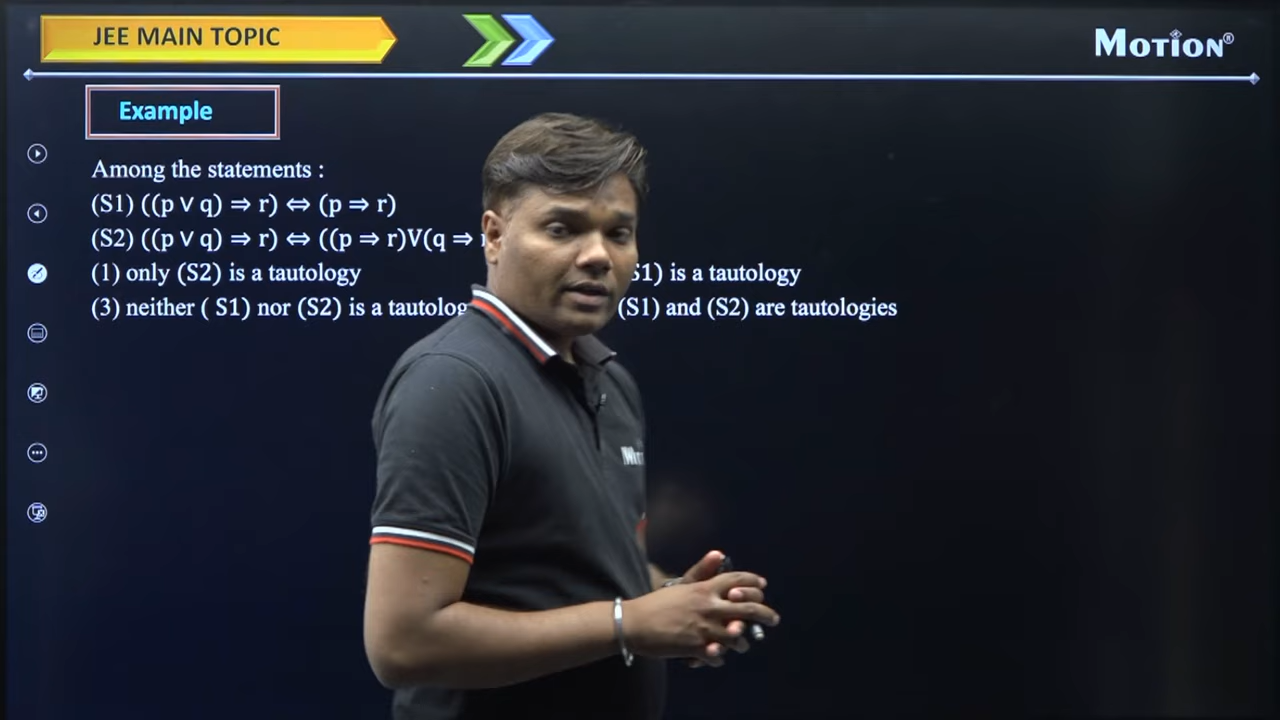 JEE MAIN TOPIC
MOTION®
Example
Among the statements :
(S1) ((p ∨ q) ⇒ r) ⇔ (p ⇒ r)
(S2) ((p ∨ q) ⇒ r) ⇔ ((p ⇒ r)V(q ⇒
(1) only (S2) is a tautology
S1) is a tautology
(3) neither ( S1) nor (S2) is a
(S1) and (S2) are tautologies